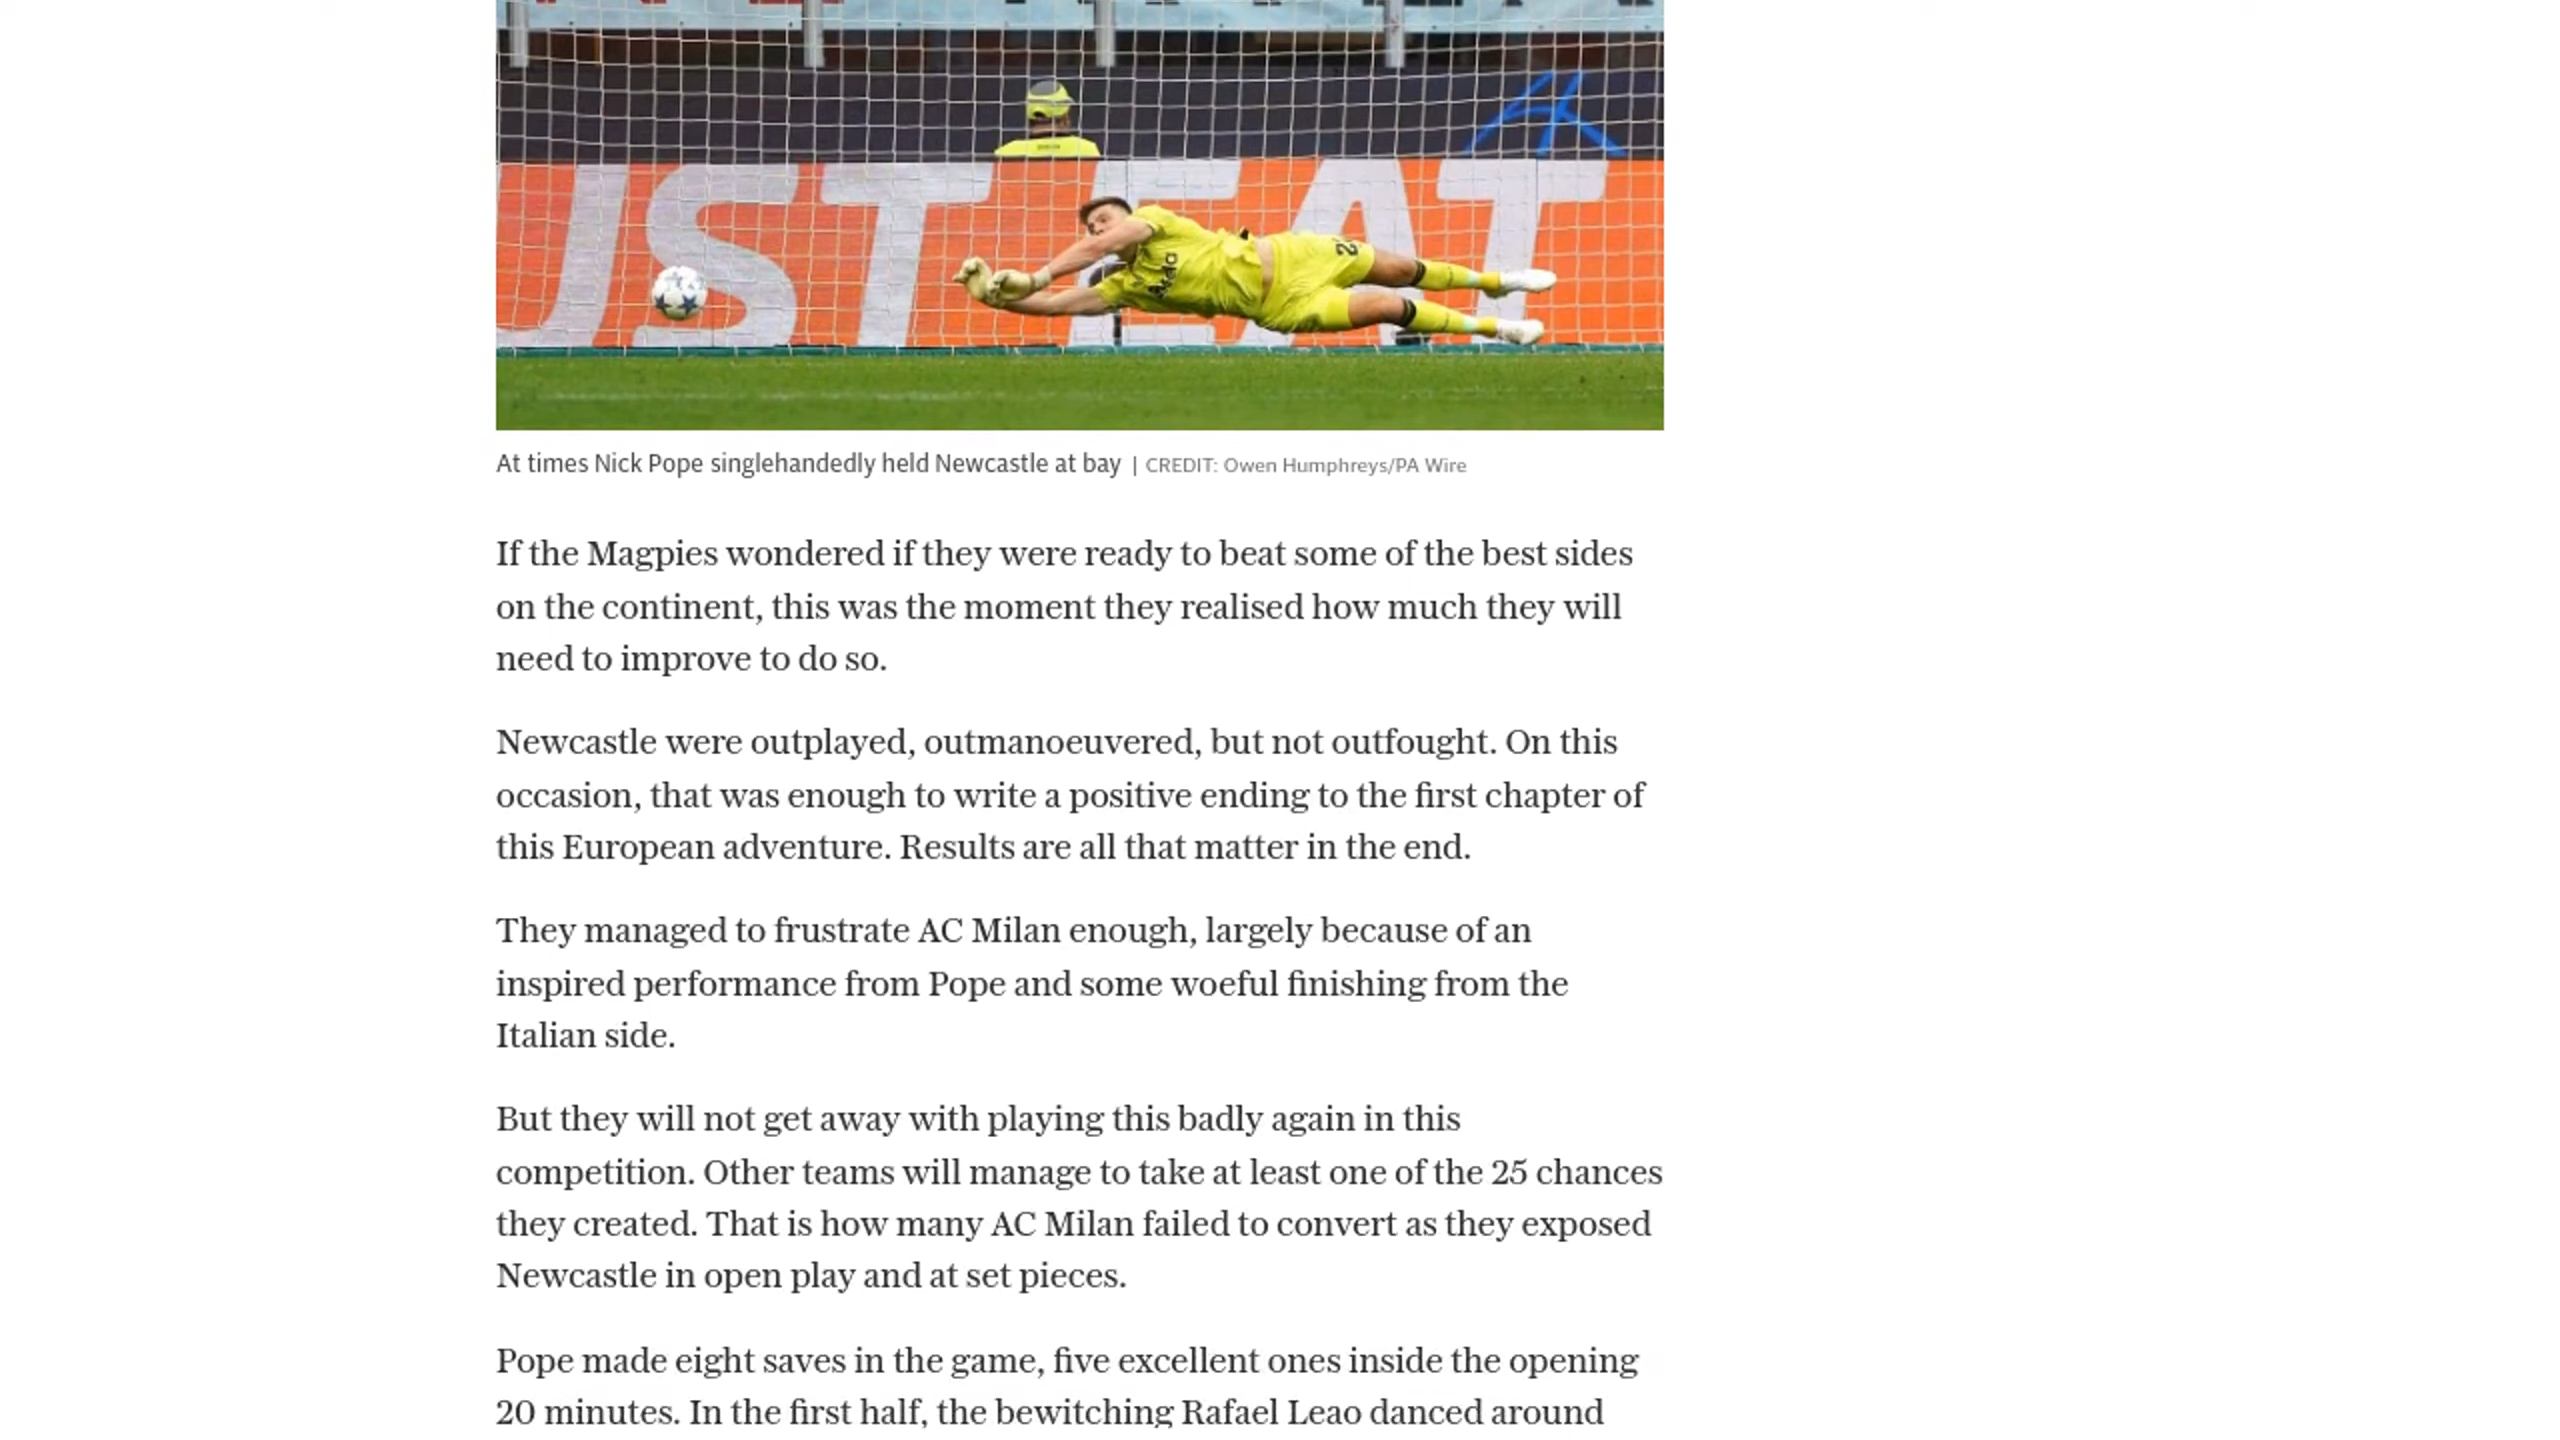 UST EAT
At times Nick Pope singlehandedly held Newcastle at bay | CREDIT: Owen Humphreys/PA Wire
If the Magpies wondered if they were ready to beat some of the best sides
on the continent, this was the moment they realised how much they will
need to improve to do so.
Newcastle were outplayed, outmanoeuvered, but not outfought. On this
occasion, that was enough to write a positive ending to the first chapter of
this European adventure. Results are all that matter in the end.
They managed to frustrate AC Milan enough, largely because of an
inspired performance from Pope and some woeful finishing from the
Italian side.
But they will not get away with playing this badly again in this
competition. Other teams will manage to take at least one of the 25 chances
they created. That is how many AC Milan failed to convert as they exposed
Newcastle in open play and at set pieces.
Pope made eight saves in the game, five excellent ones inside the opening
20 minutes. In the first half, the bewitching Rafael Leao danced around